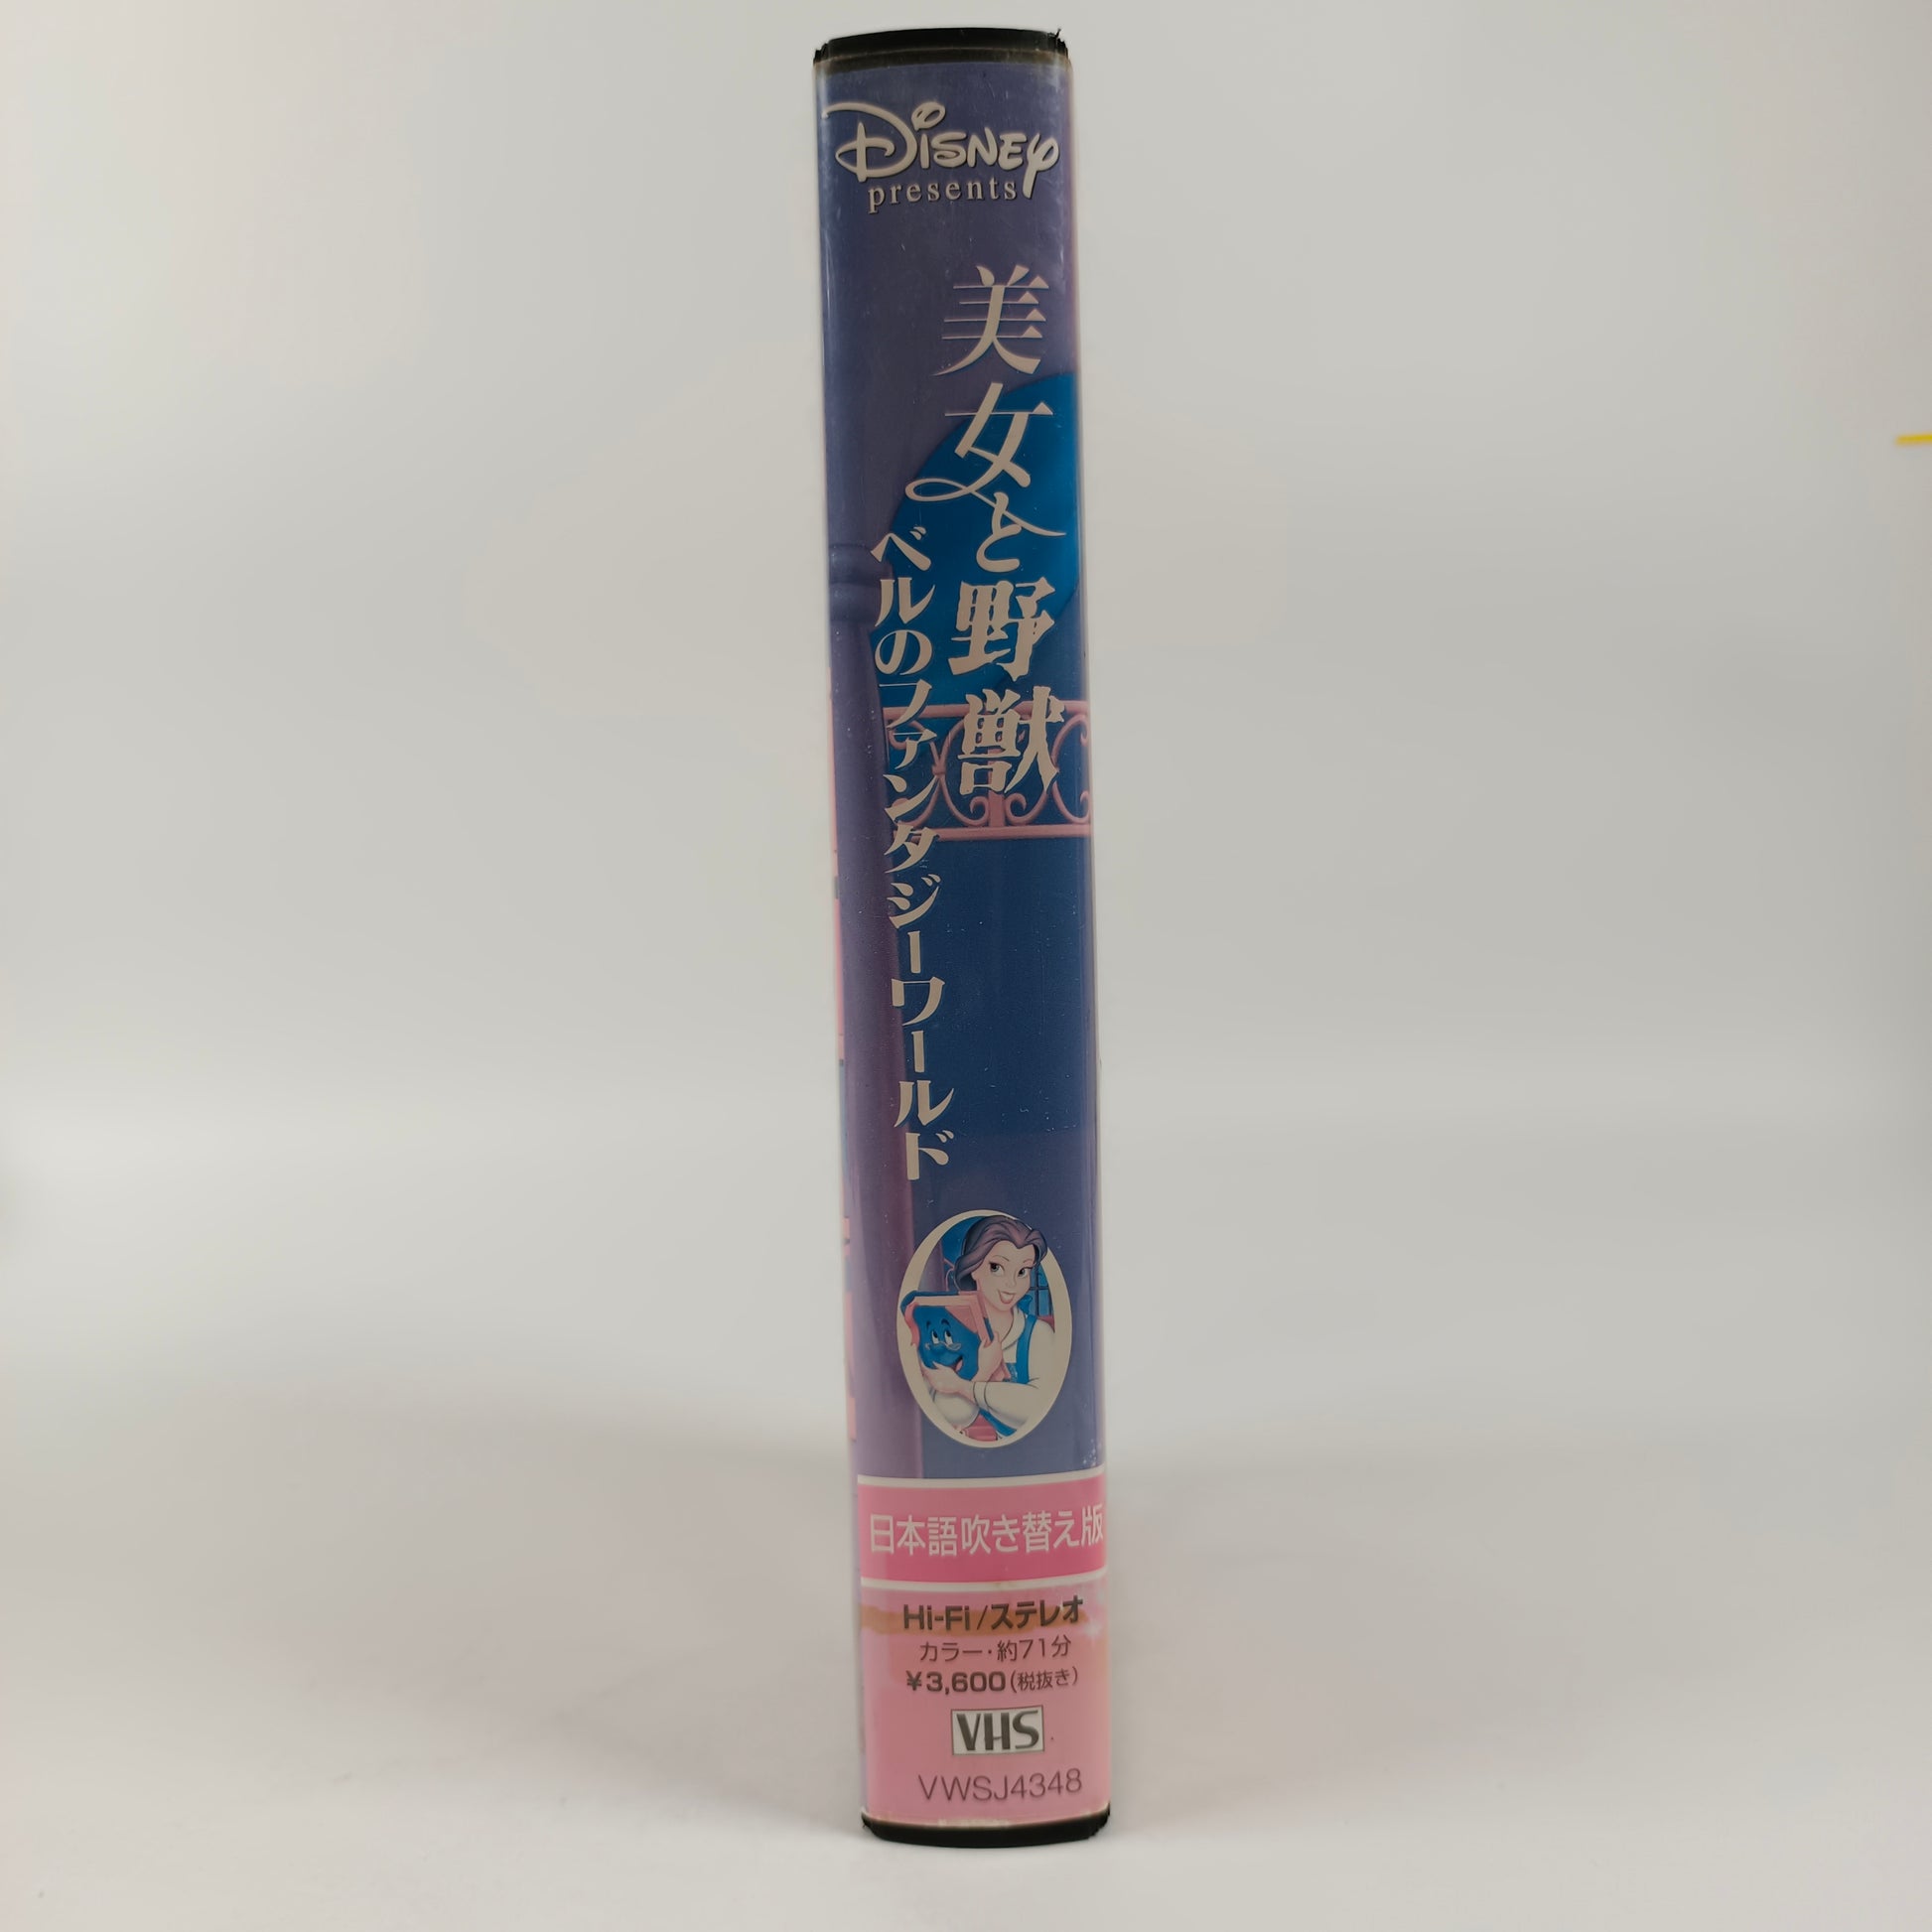 Disney
presents
美女と野獣
ベルのファンタジーワールド
日本語吹き替え版
Hi-Fi/ステレオ
カラー・約71分
¥3,600(税抜き)
VHS
VWSJ4348